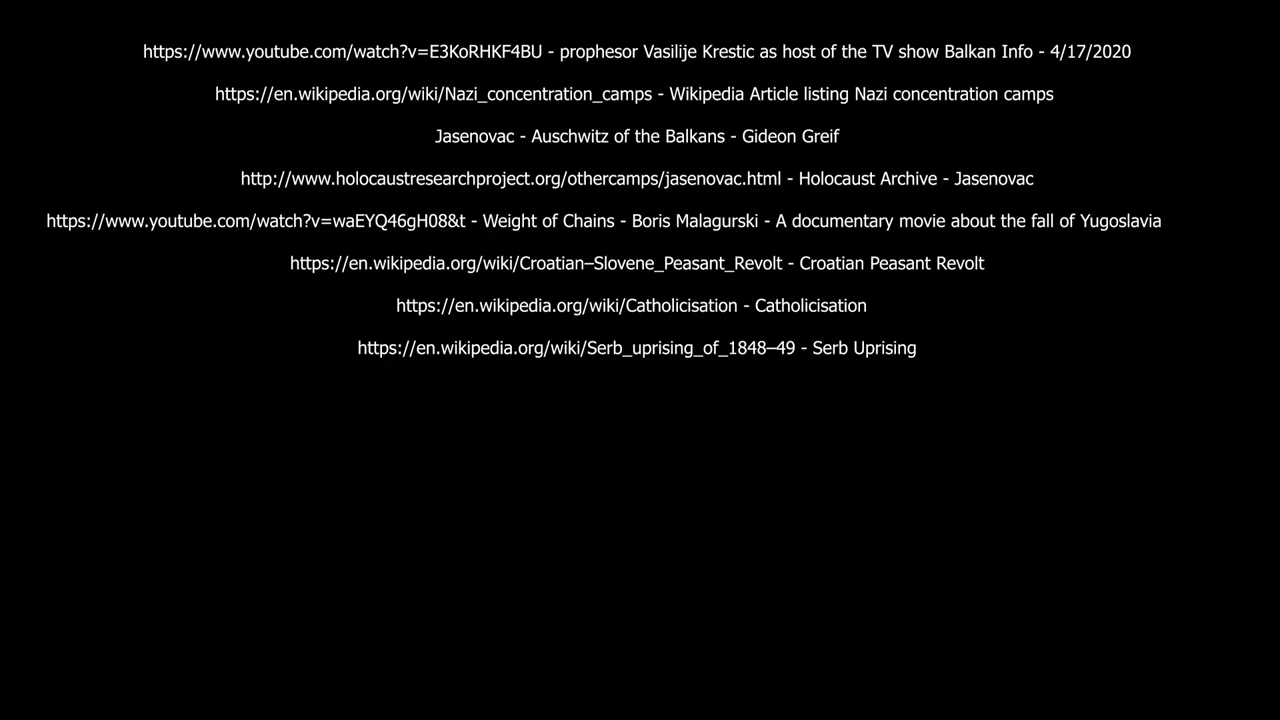 https://www.youtube.com/watch?v=E3KoRHKF4BU - prophesor Vasilije Krestic as host of the TV show Balkan Info - 4/17/2020
https://en.wikipedia.org/wiki/Nazi_concentration_camps - Wikipedia Article listing Nazi concentration camps
Jasenovac - Auschwitz of the Balkans - Gideon Greif
http://www.holocaustresearchproject.org/othercamps/jasenovac.html - Holocaust Archive - Jasenovac
https://www.youtube.com/watch?v=waEYQ46gH08&t - Weight of Chains - Boris Malagurski - A documentary movie about the fall of Yugoslavia
https://en.wikipedia.org/wiki/Croatian–Slovene_Peasant_Revolt - Croatian Peasant Revolt
https://en.wikipedia.org/wiki/Catholicisation - Catholicisation
https://en.wikipedia.org/wiki/Serb_uprising_of_1848–49 - Serb Uprising